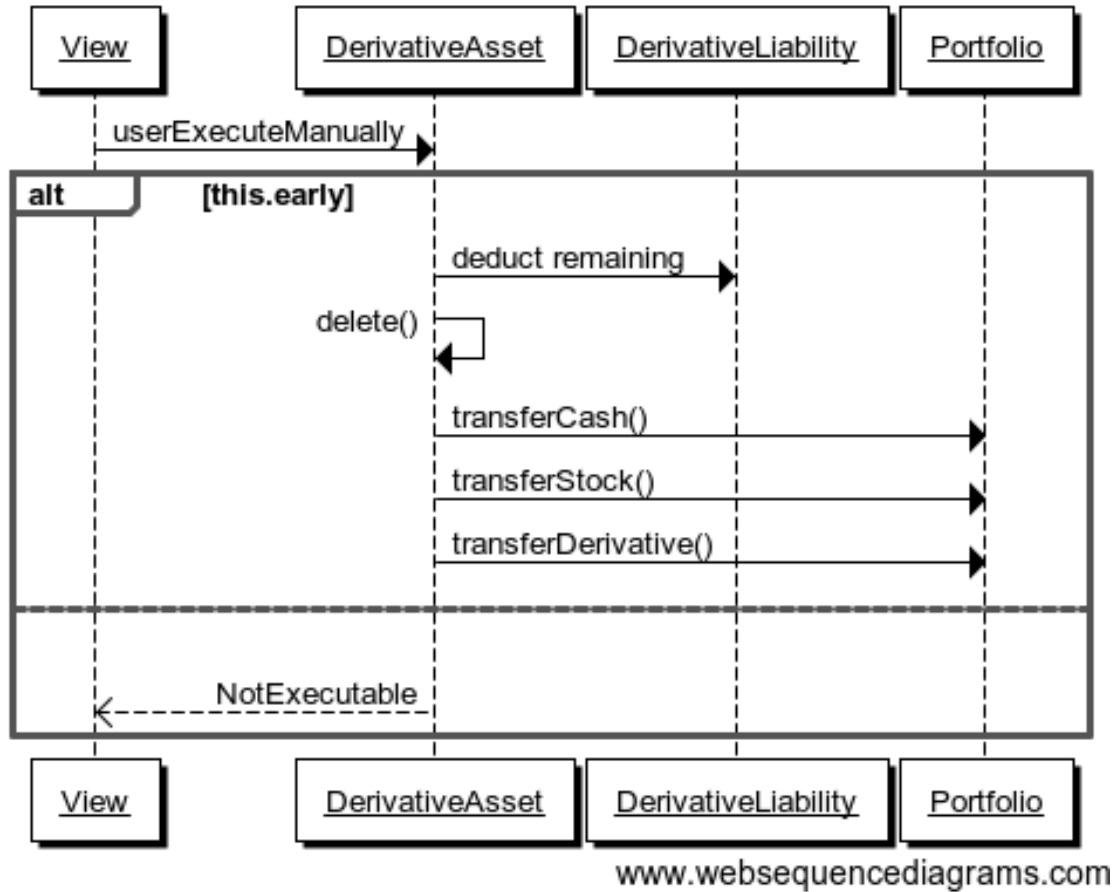 View DerivativeAsset DerivativeLiability Portfolio
userExecuteManually
alt [this.early]
deduct remaining
delete()
transferCash()
transferStock()
transferDerivative()
NotExecutable
View DerivativeAsset DerivativeLiability Portfolio
www.websequencediagrams.com